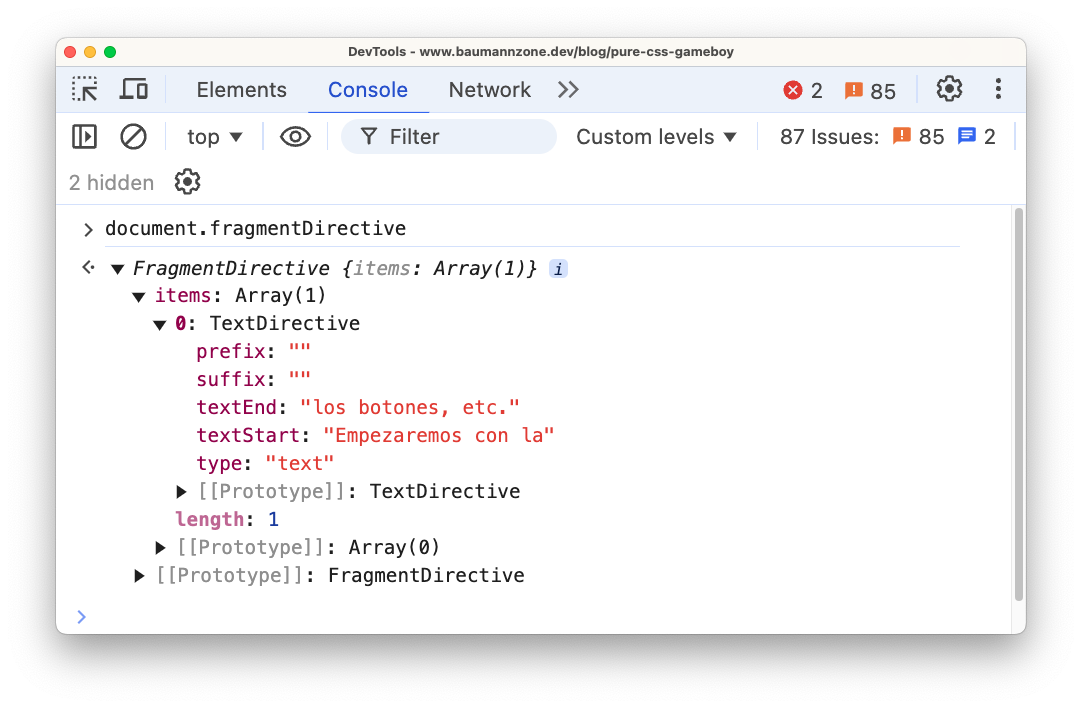 DevTools - www.baumannzone.dev/blog/pure-css-gameboy
Elements Console Network 2 85
top Filter Custom levels 87 Issues: 85 2
2 hidden
document.fragmentDirective
FragmentDirective {items: Array(1)} i
items: Array(1)
0: TextDirective
prefix: ""
suffix: ""
textEnd: "los botones, etc."
textStart: "Empezaremos con la"
type: "text"
[[Prototype]]: TextDirective
length: 1
[[Prototype]]: Array(0)
[[Prototype]]: FragmentDirective